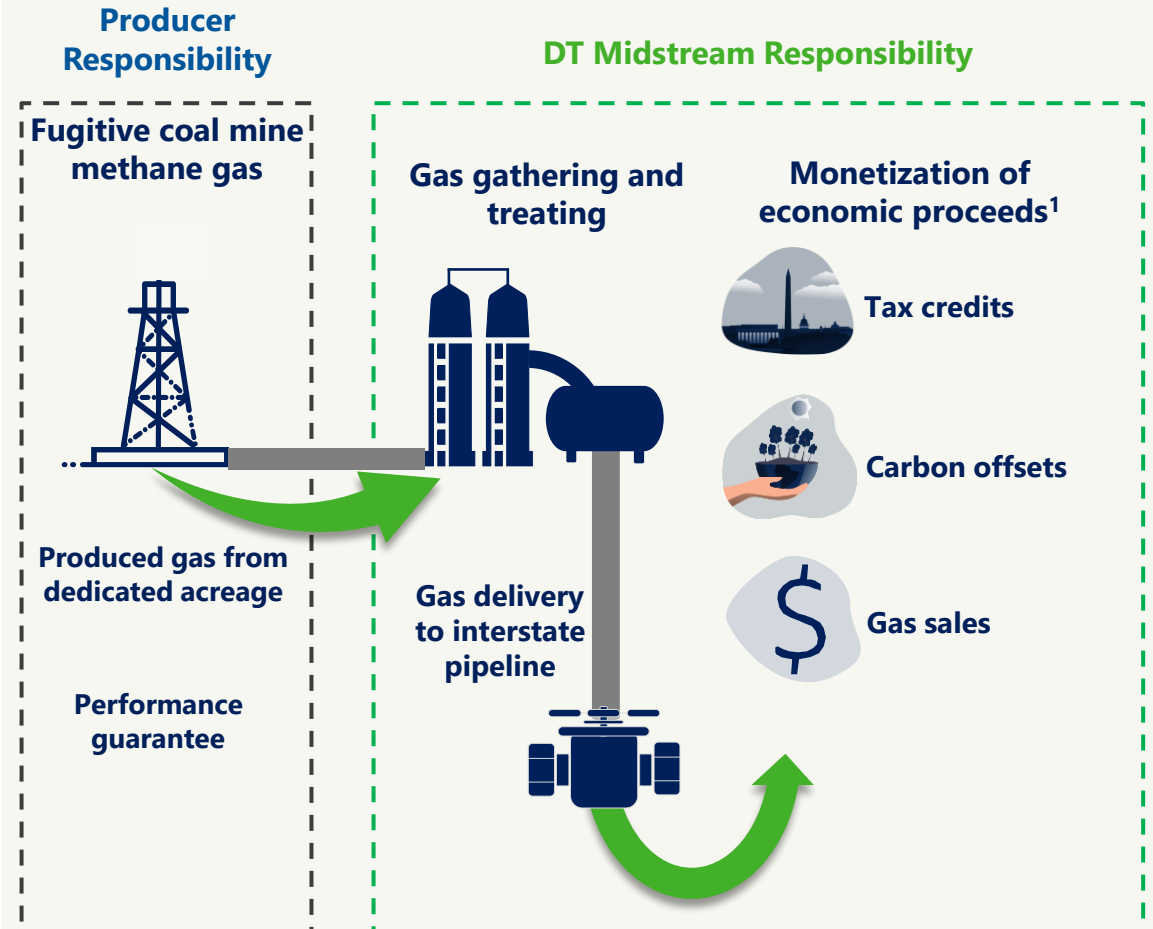 Producer
Responsibility
DT Midstream Responsibility
Fugitive coal mine
methane gas
Produced gas from
dedicated acreage
Performance
guarantee
Gas gathering and
treating
Gas delivery
to interstate
pipeline
Monetization of
economic proceeds¹
Tax credits
Carbon offsets
$
Gas sales